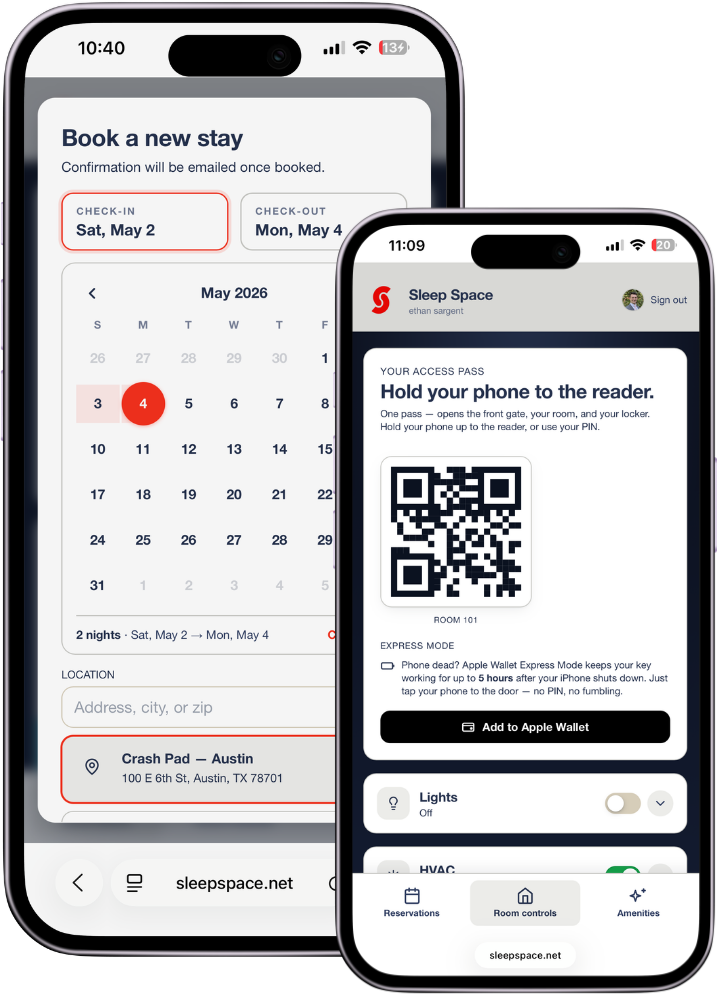 10:40
13
Book a new stay
Confirmation will be emailed once booked.
CHECK-IN
Sat, May 2
CHECK-OUT
Mon, May 4
May 2026
S M T W T F
26 27 28 29 30 1
3 4 5 6 7 8
10 11 12 13 14 15
17 18 19 20 21 22
24 25 26 27 28 29
31 1 2 3 4 5
2 nights · Sat, May 2 → Mon, May 4
LOCATION
Address, city, or zip
Crash Pad — Austin
100 E 6th St, Austin, TX 78701
sleepspace.net
11:09
20
Sleep Space
ethan sargent
Sign out
YOUR ACCESS PASS
Hold your phone to the reader.
One pass — opens the front gate, your room, and your locker.
Hold your phone up to the reader, or use your PIN.
ROOM 101
EXPRESS MODE
Phone dead? Apple Wallet Express Mode keeps your key
working for up to 5 hours after your iPhone shuts down. Just
tap your phone to the door — no PIN, no fumbling.
Add to Apple Wallet
Lights
Off
HVAC
Reservations
Room controls
Amenities
sleepspace.net